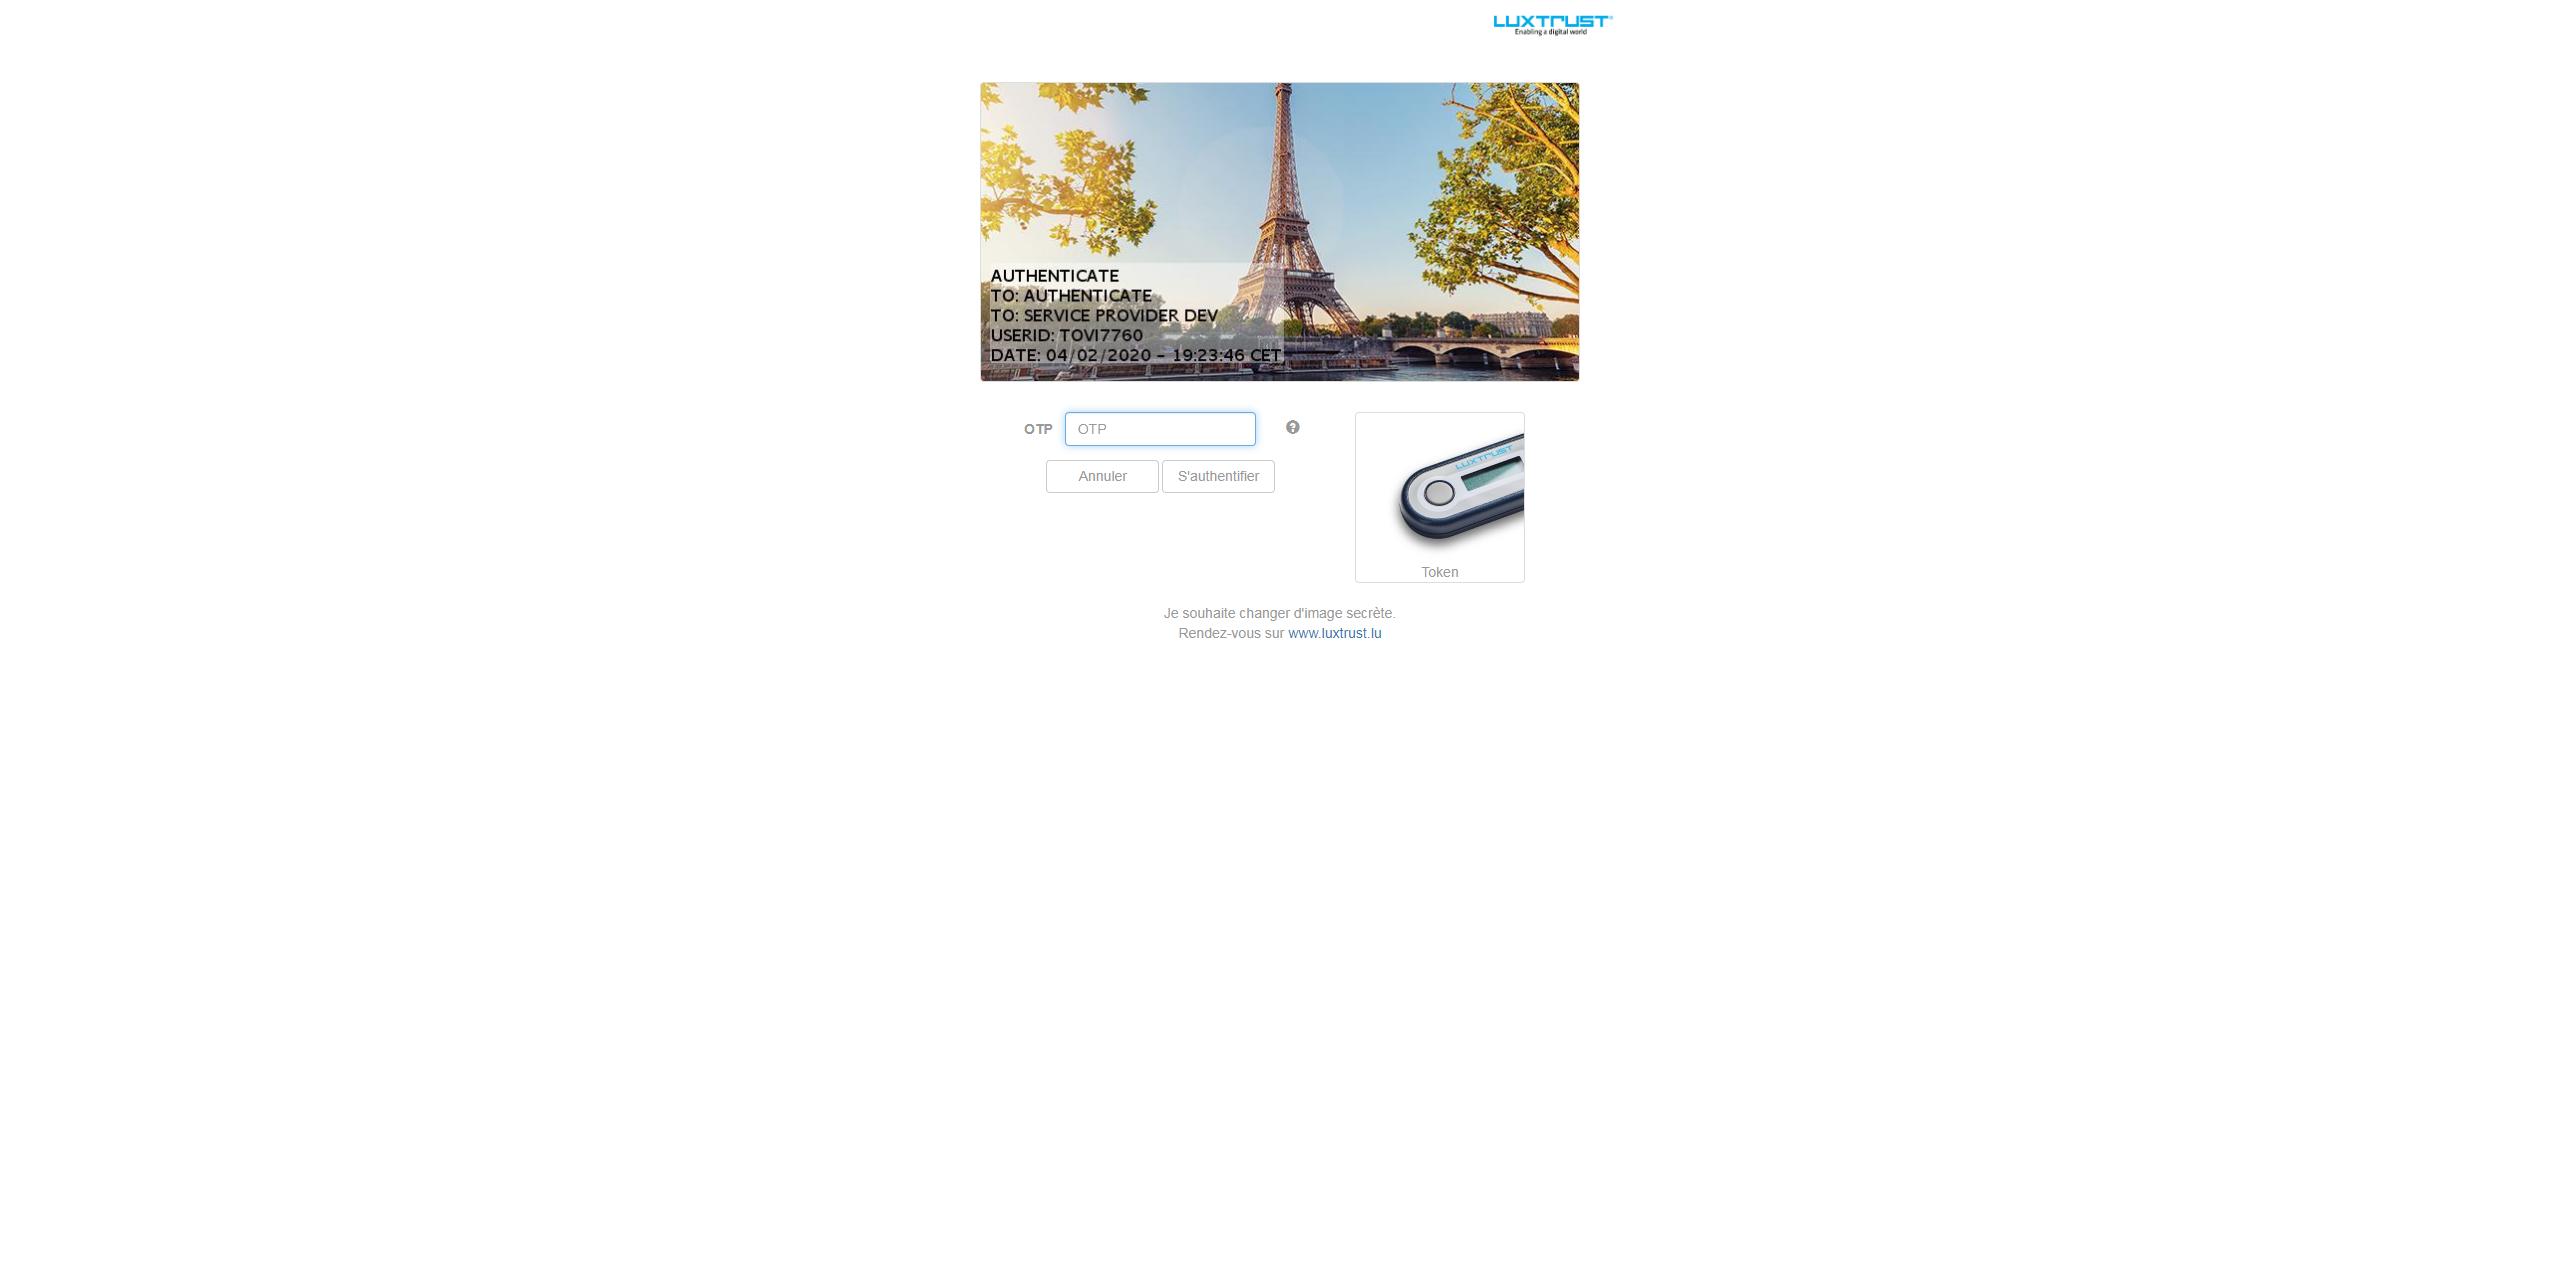 LUXTRUST
Enabling a digital world
AUTHENTICATE
TO: AUTHENTICATE
TO: SERVICE PROVIDER DEV
USERID: TOVI7760
DATE: 04/02/2020 - 19:23:46 CET
OTP OTP
Annuler S'authentifier
LUXTRUST
Token
Je souhaite changer d'image secrète.
Rendez-vous sur www.luxtrust.lu